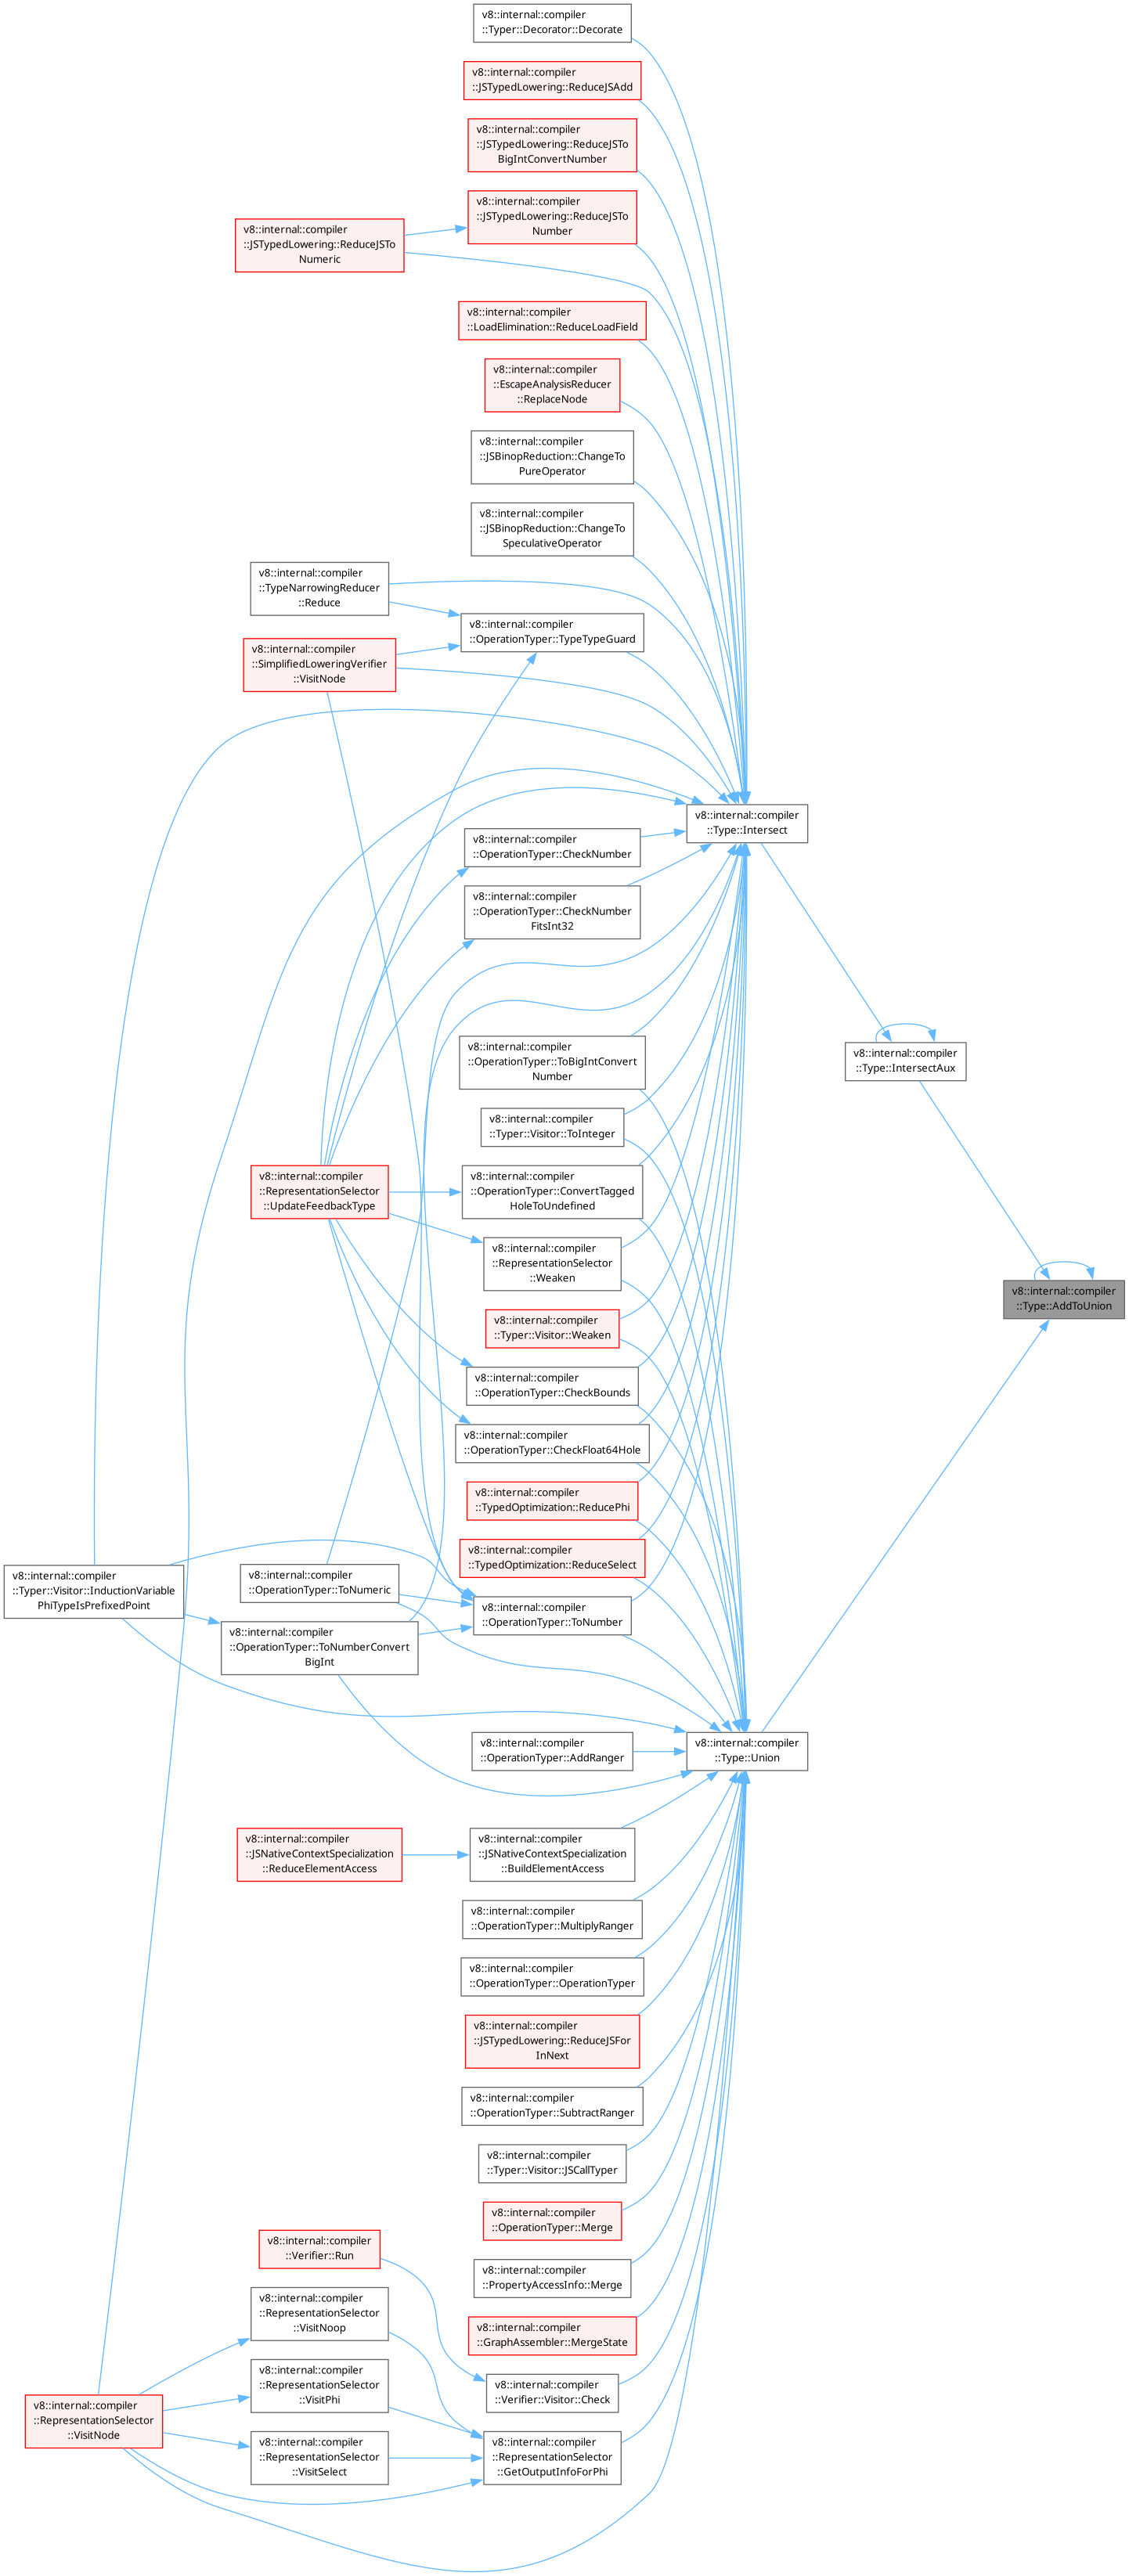 v8::internal::compiler
::Typer::Decorator::Decorate
v8::internal::compiler
::JSTypedLowering::ReduceJSAdd
v8::internal::compiler
::JSTypedLowering::ReduceJSTo
BigIntConvertNumber
v8::internal::compiler
::JSTypedLowering::ReduceJSTo
Number
v8::internal::compiler
::JSTypedLowering::ReduceJSTo
Numeric
v8::internal::compiler
::LoadElimination::ReduceLoadField
v8::internal::compiler
::EscapeAnalysisReducer
::ReplaceNode
v8::internal::compiler
::JSBinopReduction::ChangeTo
PureOperator
v8::internal::compiler
::JSBinopReduction::ChangeTo
SpeculativeOperator
v8::internal::compiler
::TypeNarrowingReducer
::Reduce
v8::internal::compiler
::OperationTyper::TypeTypeGuard
v8::internal::compiler
::SimplifiedLoweringVerifier
::VisitNode
v8::internal::compiler
::Type::Intersect
v8::internal::compiler
::OperationTyper::CheckNumber
v8::internal::compiler
::OperationTyper::CheckNumber
FitsInt32
v8::internal::compiler
::OperationTyper::ToBigIntConvert
Number
v8::internal::compiler
::Type::IntersectAux
v8::internal::compiler
::Typer::Visitor::ToInteger
v8::internal::compiler
::RepresentationSelector
::UpdateFeedbackType
v8::internal::compiler
::OperationTyper::ConvertTagged
HoleToUndefined
v8::internal::compiler
::RepresentationSelector
::Weaken
v8::internal::compiler
::Type::AddToUnion
v8::internal::compiler
::Typer::Visitor::Weaken
v8::internal::compiler
::OperationTyper::CheckBounds
v8::internal::compiler
::OperationTyper::CheckFloat64Hole
v8::internal::compiler
::TypedOptimization::ReducePhi
v8::internal::compiler
::TypedOptimization::ReduceSelect
v8::internal::compiler
::Typer::Visitor::InductionVariable
PhiTypeIsPrefixedPoint
v8::internal::compiler
::OperationTyper::ToNumeric
v8::internal::compiler
::OperationTyper::ToNumber
v8::internal::compiler
::OperationTyper::ToNumberConvert
BigInt
v8::internal::compiler
::OperationTyper::AddRanger
v8::internal::compiler
::Type::Union
v8::internal::compiler
::JSNativeContextSpecialization
::ReduceElementAccess
v8::internal::compiler
::JSNativeContextSpecialization
::BuildElementAccess
v8::internal::compiler
::OperationTyper::MultiplyRanger
v8::internal::compiler
::OperationTyper::OperationTyper
v8::internal::compiler
::JSTypedLowering::ReduceJSFor
InNext
v8::internal::compiler
::OperationTyper::SubtractRanger
v8::internal::compiler
::Typer::Visitor::JSCallTyper
v8::internal::compiler
::OperationTyper::Merge
v8::internal::compiler
::Verifier::Run
v8::internal::compiler
::PropertyAccessInfo::Merge
v8::internal::compiler
::RepresentationSelector
::VisitNoop
v8::internal::compiler
::GraphAssembler::MergeState
v8::internal::compiler
::RepresentationSelector
::VisitPhi
v8::internal::compiler
::Verifier::Visitor::Check
v8::internal::compiler
::RepresentationSelector
::VisitNode
v8::internal::compiler
::RepresentationSelector
::VisitSelect
v8::internal::compiler
::RepresentationSelector
::GetOutputInfoForPhi